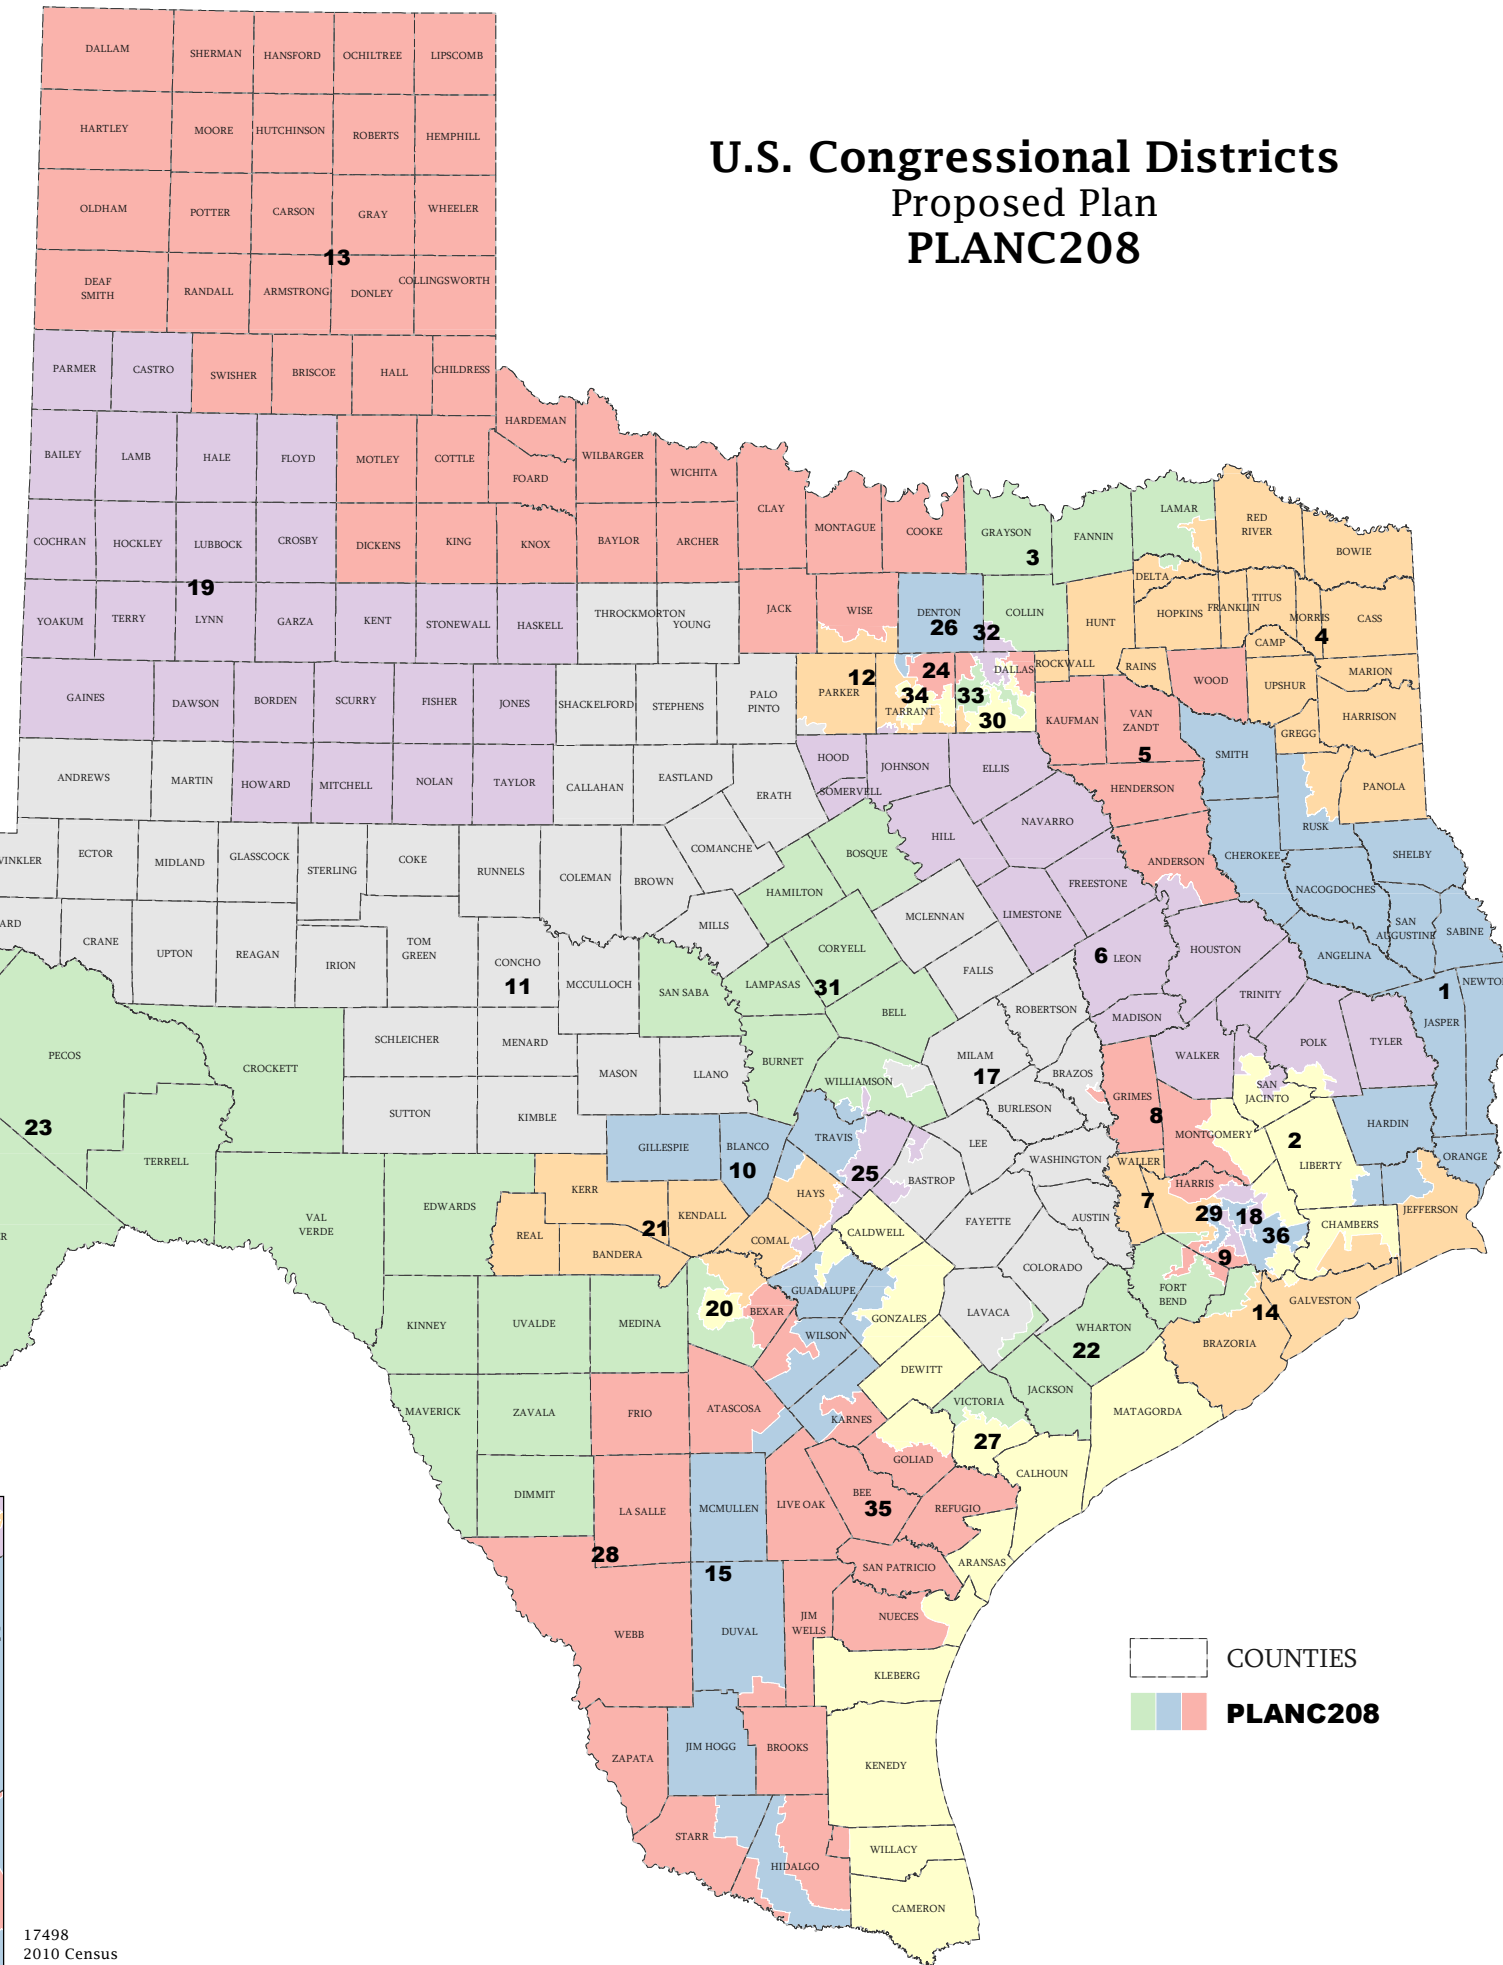 U.S. Congressional Districts
Proposed Plan
PLANC208
DALLAM
SHERMAN
HANSFORD
OCHILTREE
LIPSCOMB
HARTLEY
MOORE
HUTCHINSON
ROBERTS
HEMPHILL
OLDHAM
POTTER
CARSON
GRAY
WHEELER
13
DEAF
SMITH
RANDALL
ARMSTRONG
DONLEY
COLLINGSWORTH
PARMER
CASTRO
SWISHER
BRISCOE
HALL
CHILDRESS
HARDEMAN
BAILEY
LAMB
HALE
FLOYD
MOTLEY
COTTLE
FOARD
WILBARGER
WICHITA
CLAY
MONTAGUE
COOKE
GRAYSON
3
FANNIN
LAMAR
RED
RIVER
BOWIE
COCHRAN
HOCKLEY
LUBBOCK
CROSBY
DICKENS
KING
KNOX
BAYLOR
ARCHER
19
YOAKUM
TERRY
LYNN
GARZA
KENT
STONEWALL
HASKELL
THROCKMORTON
YOUNG
JACK
WISE
DENTON
26
32
COLLIN
HUNT
DELTA
HOPKINS
FRANKLIN
TITUS
MORRIS
4
CASS
CAMP
MARION
GAINES
DAWSON
BORDEN
SCURRY
FISHER
JONES
SHACKELFORD
STEPHENS
PALO
PINTO
PARKER
12
TARRANT
34
24
33
DALLAS
30
ROCKWALL
RAINS
WOOD
UPSHUR
HARRISON
GREGG
KAUFMAN
VAN
ZANDT
5
SMITH
ANDREWS
MARTIN
HOWARD
MITCHELL
NOLAN
TAYLOR
CALLAHAN
EASTLAND
ERATH
HOOD
SOMERVELL
JOHNSON
ELLIS
HENDERSON
RUSK
PANOLA
WINKLER
ECTOR
MIDLAND
GLASSCOCK
STERLING
COKE
RUNNELS
COLEMAN
BROWN
COMANCHE
HAMILTON
BOSQUE
HILL
NAVARRO
ANDERSON
CHEROKEE
SHELBY
NACOGDOCHES
FREESTONE
LIMESTONE
ARD
CRANE
UPTON
REAGAN
IRION
TOM
GREEN
CONCHO
11
MCCULLOCH
MILLS
SAN SABA
LAMPASAS
CORYELL
31
MCLENNAN
FALLS
BELL
6
LEON
HOUSTON
SAN
AUGUSTINE
SABINE
ANGELINA
TRINITY
1
NEWTO
JASPER
PECOS
CROCKETT
SCHLEICHER
MENARD
MASON
LLANO
BURNET
WILLIAMSON
MILAM
17
ROBERTSON
BRAZOS
MADISON
WALKER
POLK
TYLER
SAN
JACINTO
GRIMES
8
MONTGOMERY
2
LIBERTY
HARDIN
ORANGE
23
TERRELL
SUTTON
KIMBLE
GILLESPIE
BLANCO
10
TRAVIS
25
BASTROP
LEE
BURLESON
WASHINGTON
WALLER
7
HARRIS
29
18
36
9
CHAMBERS
JEFFERSON
R
VAL
VERDE
EDWARDS
KERR
REAL
BANDERA
21
KENDALL
HAYS
COMAL
CALDWELL
FAYETTE
AUSTIN
COLORADO
FORT
BEND
GALVESTON
14
BRAZORIA
KINNEY
UVALDE
MEDINA
20
BEXAR
GUADALUPE
WILSON
GONZALES
LAVACA
WHARTON
22
DEWITT
JACKSON
MATAGORDA
MAVERICK
ZAVALA
FRIO
ATASCOSA
KARNES
VICTORIA
27
GOLIAD
CALHOUN
DIMMIT
LA SALLE
MCMULLEN
LIVE OAK
BEE
35
REFUGIO
28
15
SAN PATRICIO
ARANSAS
WEBB
DUVAL
JIM
WELLS
NUECES
KLEBERG
COUNTIES
PLANC208
ZAPATA
JIM HOGG
BROOKS
KENEDY
STARR
HIDALGO
WILLACY
CAMERON
17498
2010 Census